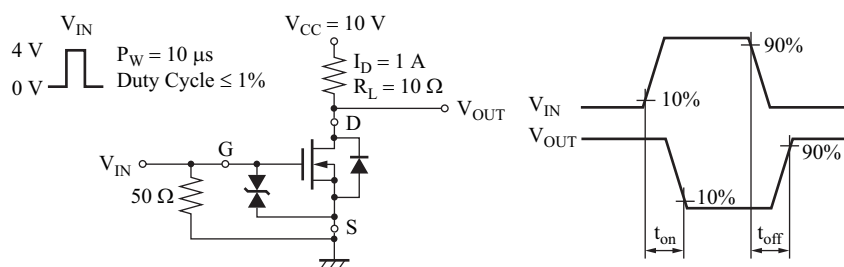 V_IN
4 V
0 V
P_W = 10 μs
Duty Cycle ≤ 1%
V_CC = 10 V
I_D = 1 A
R_L = 10 Ω
V_OUT
D
G
V_IN
50 Ω
S
90%
V_IN
10%
V_OUT
90%
10%
t_on
t_off